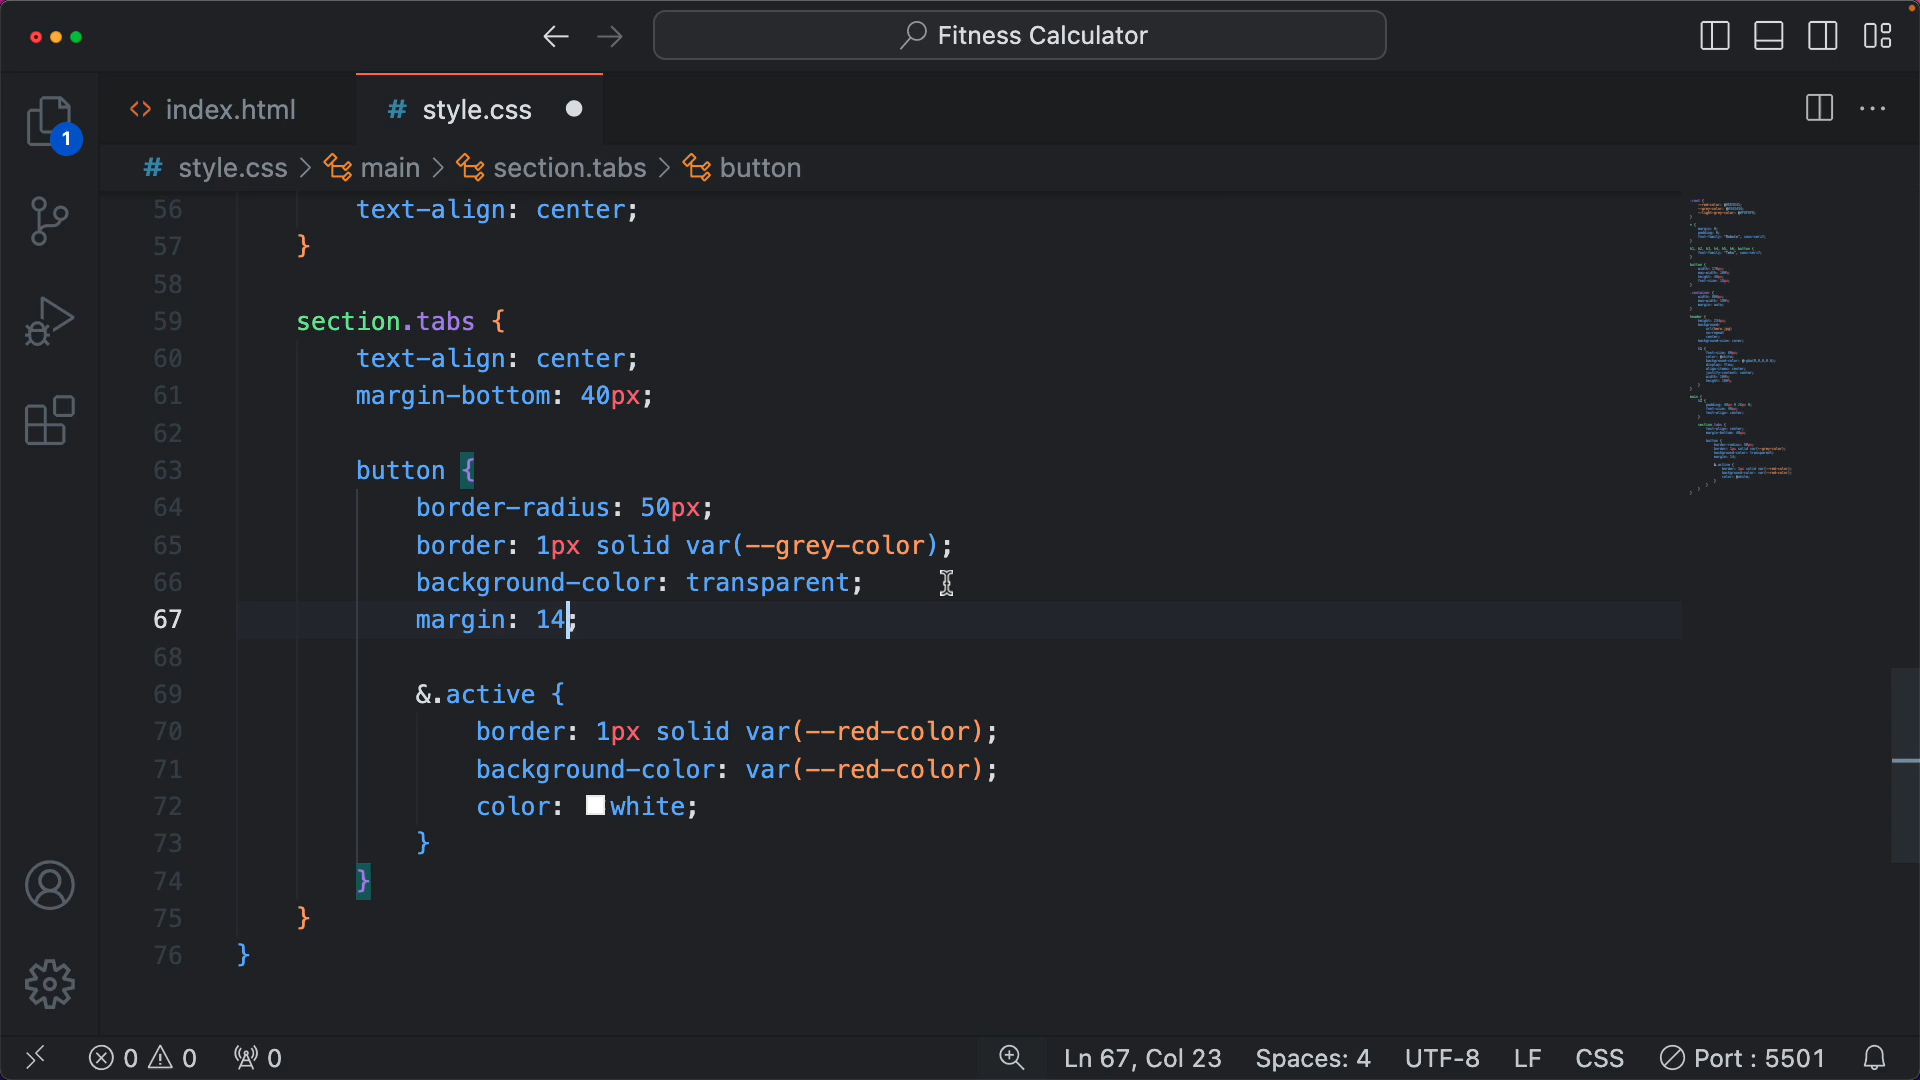 Fitness Calculator
index.html
# style.css
1
# style.css > main > section.tabs > button
56 text-align: center;
57 }
58
59 section.tabs {
60 text-align: center;
61 margin-bottom: 40px;
62
63 button {
64 border-radius: 50px;
65 border: 1px solid var(--grey-color);
66 background-color: transparent;
67 margin: 14;
68
69 &.active {
70 border: 1px solid var(--red-color);
71 background-color: var(--red-color);
72 color: white;
73 }
74 }
75 }
76 }
0 0 0 Ln 67, Col 23 Spaces: 4 UTF-8 LF CSS Port : 5501